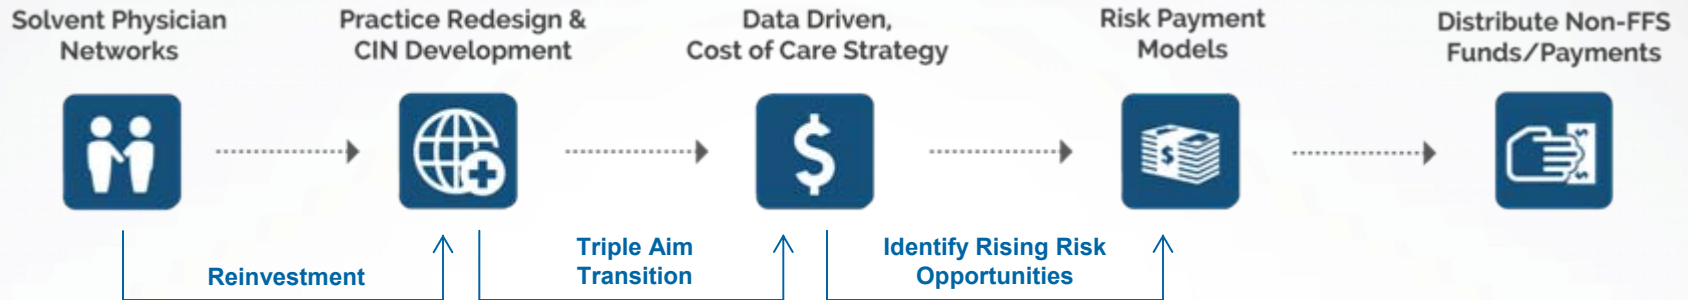 Solvent Physician
Networks
Practice Redesign &
CIN Development
Data Driven,
Cost of Care Strategy
Risk Payment
Models
Distribute Non-FFS
Funds/Payments
$
$
$
$
Reinvestment
Triple Aim
Transition
Identify Rising Risk
Opportunities